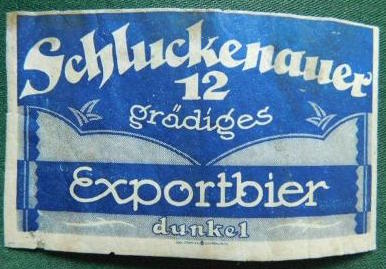 Schluckenauer
12
grädiges
Exportbier
dunkel